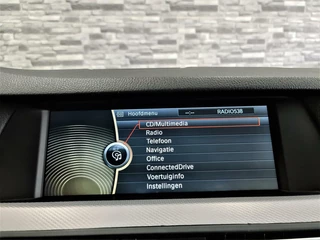 Hoofdmenu
RADIO538
CD/Multimedia
Radio
Telefoon
Navigatie
Office
ConnectedDrive
Voertuiginfo
Instellingen